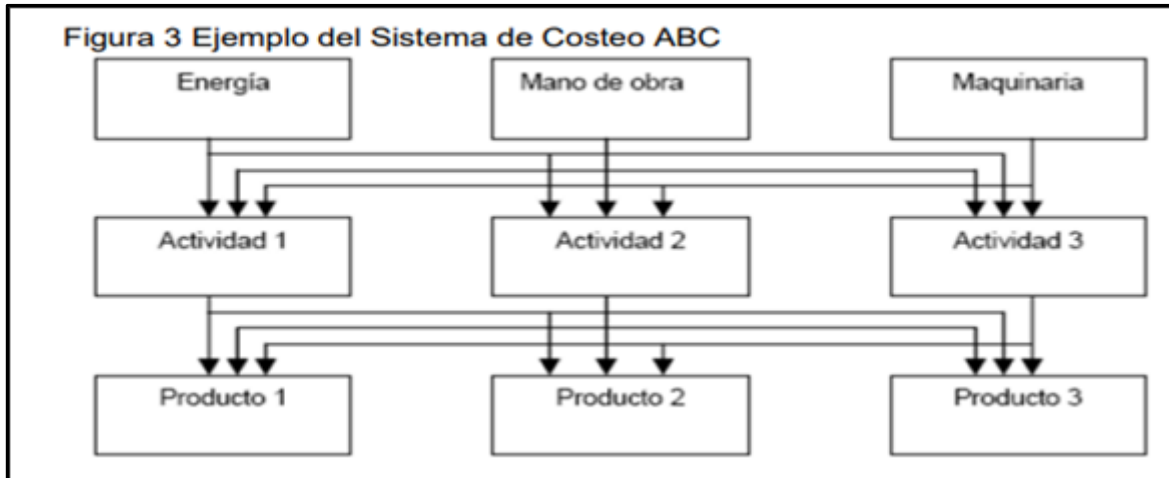 Figura 3 Ejemplo del Sistema de Costeo ABC
Energía
Mano de obra
Maquinaria
Actividad 1
Actividad 2
Actividad 3
Producto 1
Producto 2
Producto 3